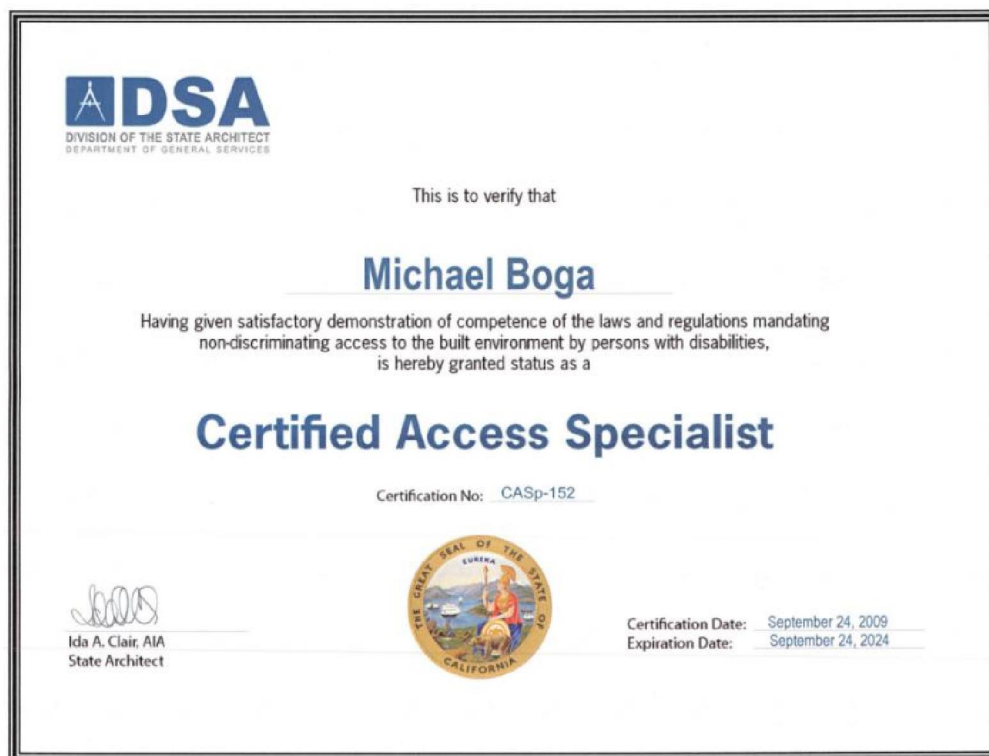 DSA
DIVISION OF THE STATE ARCHITECT
DEPARTMENT OF GENERAL SERVICES
This is to verify that
Michael Boga
Having given satisfactory demonstration of competence of the laws and regulations mandating
non-discriminating access to the built environment by persons with disabilities,
is hereby granted status as a
Certified Access Specialist
Certification No: CASp-152
THE GREAT SEAL OF THE STATE OF CALIFORNIA
EUREKA
Ida A. Clair, AIA
State Architect
Certification Date: September 24, 2009
Expiration Date: September 24, 2024